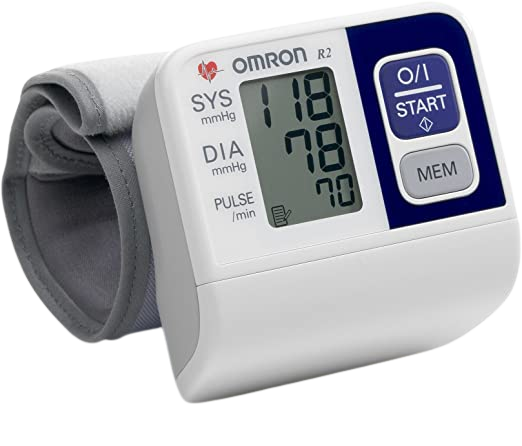 OMRON R2
SYS 118
mmHg
DIA 78
mmHg
PULSE 70
/min
O/I
START
MEM